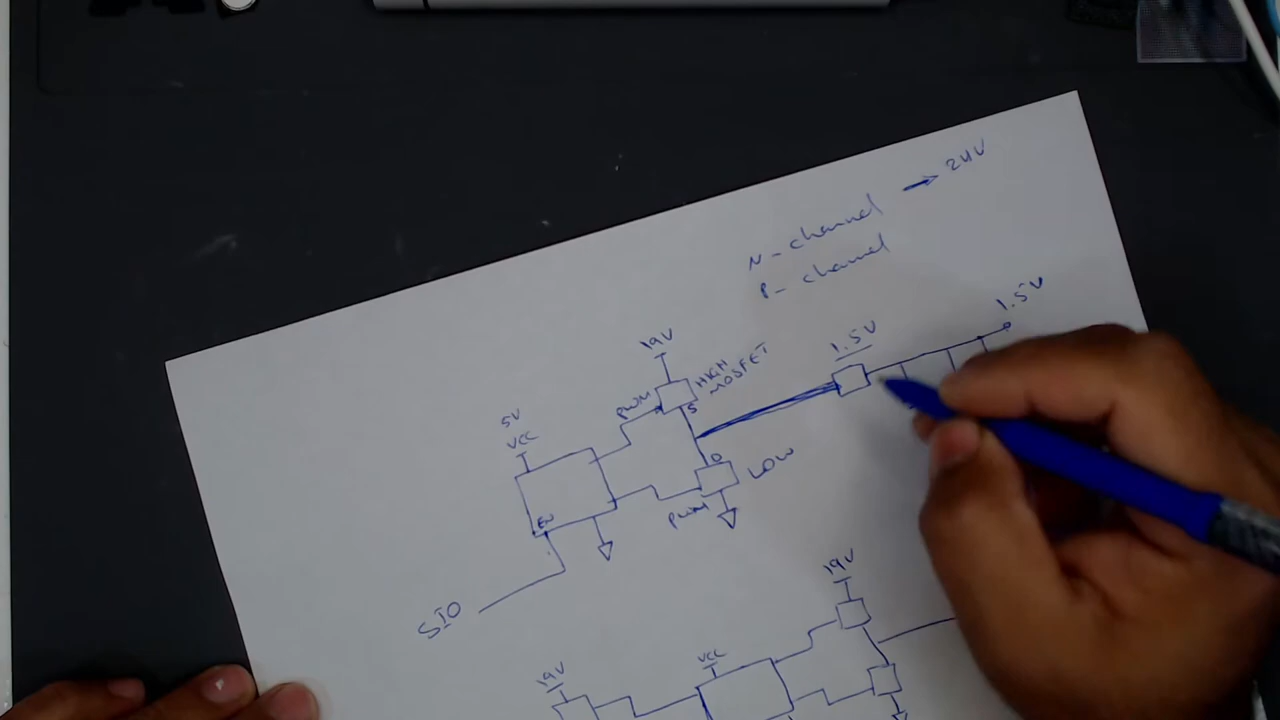 N - channel → 24V
P - channel
1.5V
1.5V
19V
HIGH
MOSFET
PWM
S
5V
VCC
D
LOW
EN
PWM
SIO
19V
19V
VCC